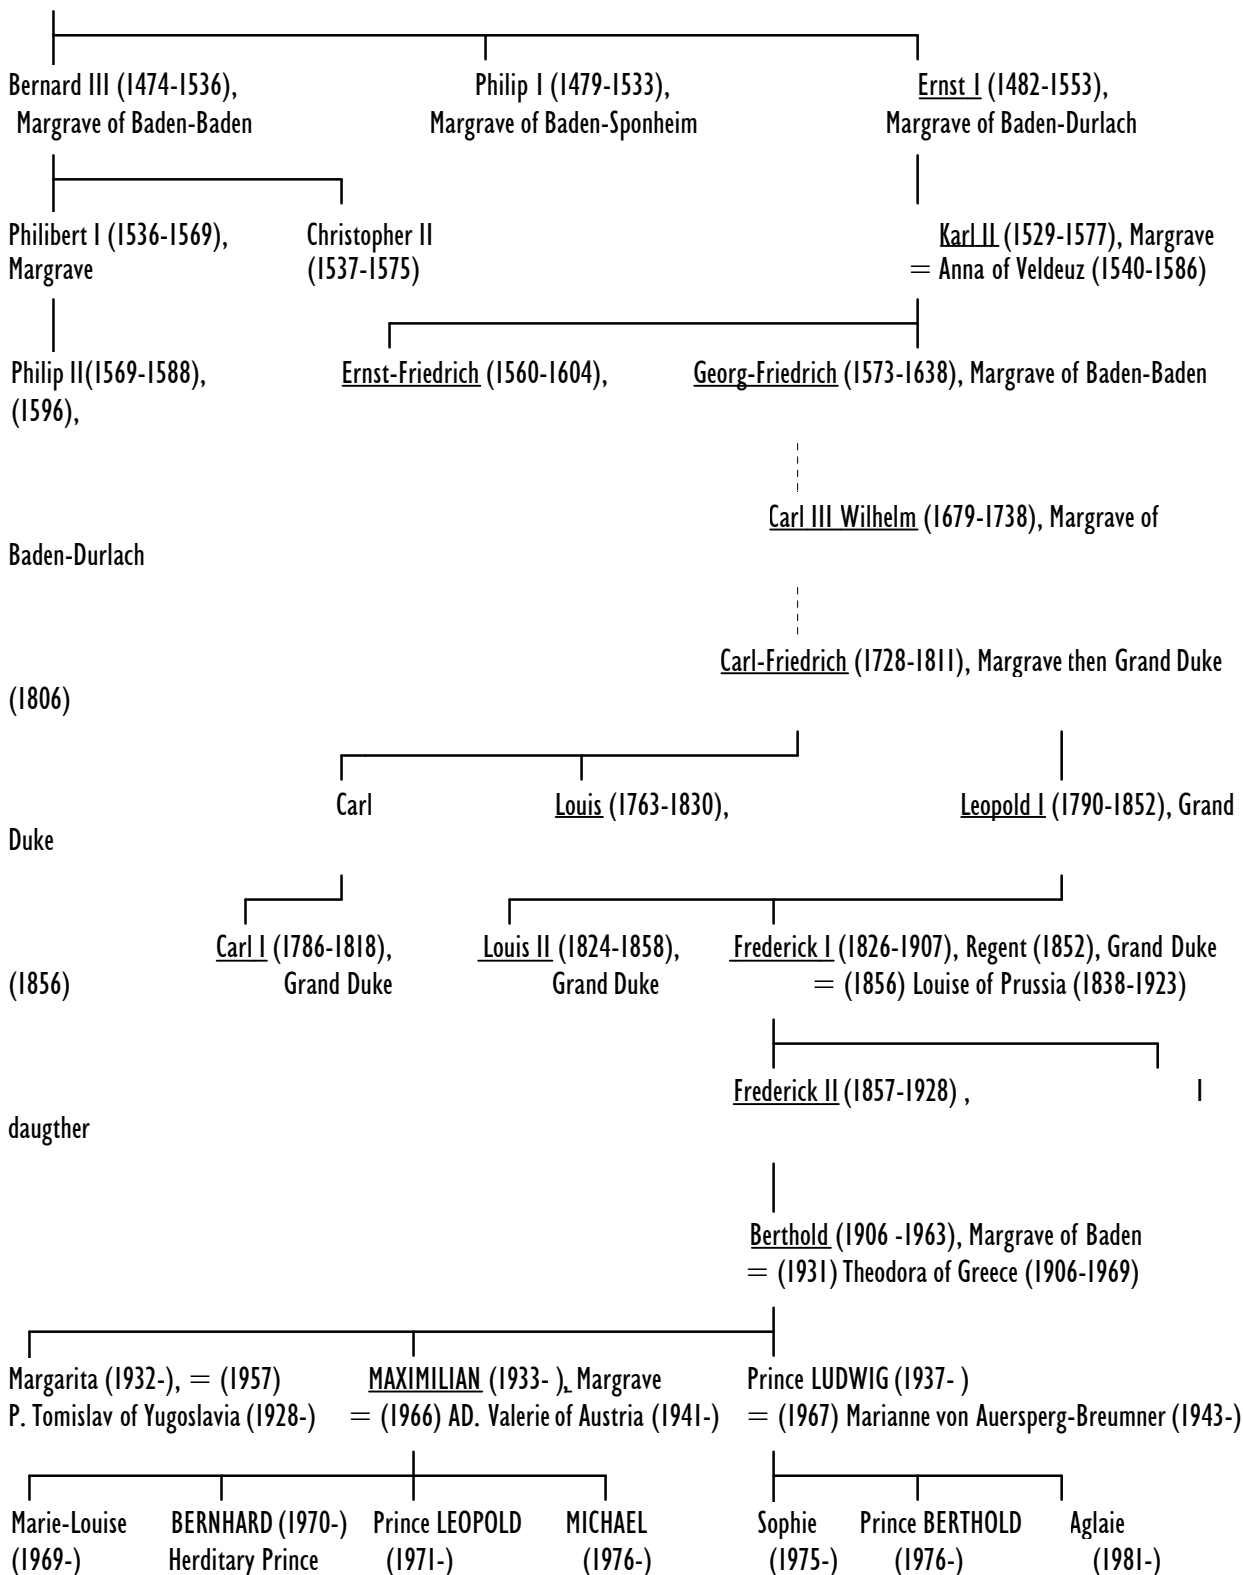 Bernard III (1474-1536), Philip I (1479-1533), Ernst I (1482-1553),
Margrave of Baden-Baden Margrave of Baden-Sponheim Margrave of Baden-Durlach
Philibert I (1536-1569), Christopher II Karl II (1529-1577), Margrave
Margrave (1537-1575) = Anna of Veldeuz (1540-1586)
Philip II(1569-1588), Ernst-Friedrich (1560-1604), Georg-Friedrich (1573-1638), Margrave of Baden-Baden
(1596),
Carl III Wilhelm (1679-1738), Margrave of
Baden-Durlach
Carl-Friedrich (1728-1811), Margrave then Grand Duke
(1806)
Carl Louis (1763-1830), Leopold I (1790-1852), Grand
Duke
Carl I (1786-1818), Louis II (1824-1858), Frederick I (1826-1907), Regent (1852), Grand Duke
(1856) Grand Duke Grand Duke = (1856) Louise of Prussia (1838-1923)
Frederick II (1857-1928) , 1
daugther
Berthold (1906 -1963), Margrave of Baden
= (1931) Theodora of Greece (1906-1969)
Margarita (1932-), = (1957) MAXIMILIAN (1933- ), Margrave Prince LUDWIG (1937- )
P. Tomislav of Yugoslavia (1928-) = (1966) AD. Valerie of Austria (1941-) = (1967) Marianne von Auersperg-Breumner (1943-)
Marie-Louise BERNHARD (1970-) Prince LEOPOLD MICHAEL Sophie Prince BERTHOLD Aglaie
(1969-) Herditary Prince (1971-) (1976-) (1975-) (1976-) (1981-)